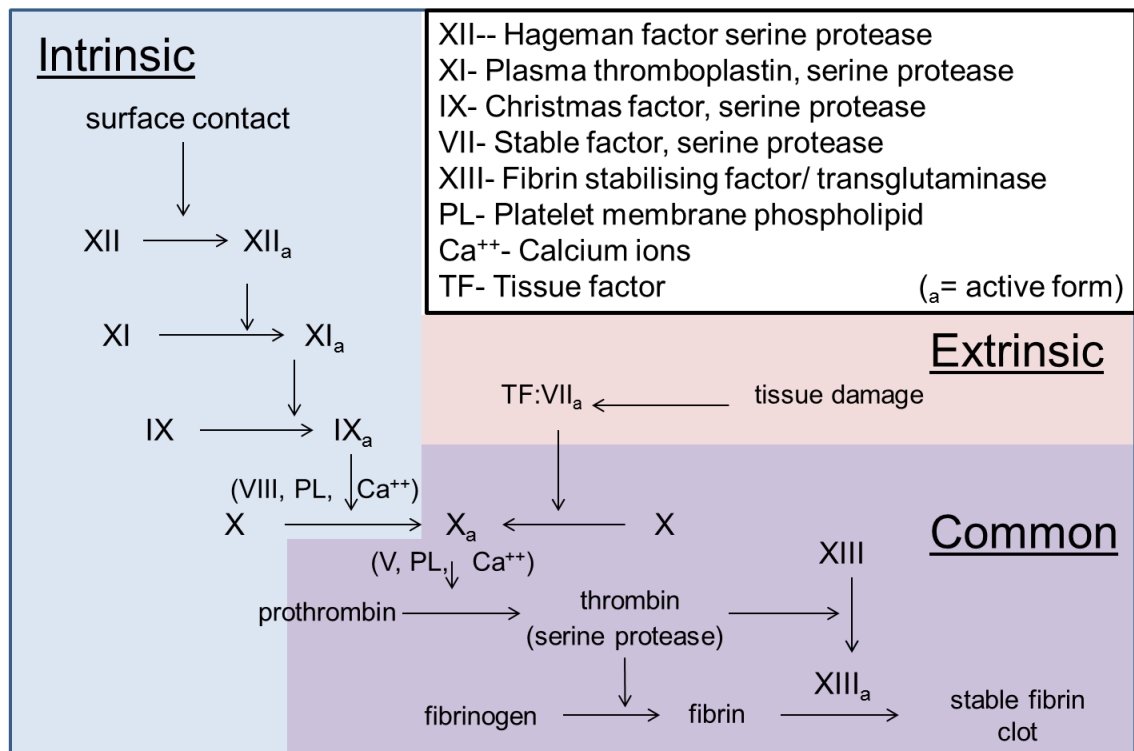 Intrinsic
surface contact
XII XIIₐ
XI XIₐ
IX IXₐ
(VIII, PL, Ca⁺⁺)
X Xₐ X
(V, PL, Ca⁺⁺)
prothrombin
thrombin
(serine protease)
fibrinogen
fibrin
XII-- Hageman factor serine protease
XI- Plasma thromboplastin, serine protease
IX- Christmas factor, serine protease
VII- Stable factor, serine protease
XIII- Fibrin stabilising factor/ transglutaminase
PL- Platelet membrane phospholipid
Ca⁺⁺- Calcium ions
TF- Tissue factor (ₐ= active form)
Extrinsic
TF:VIIₐ tissue damage
Common
XIII
XIIIₐ
stable fibrin
clot